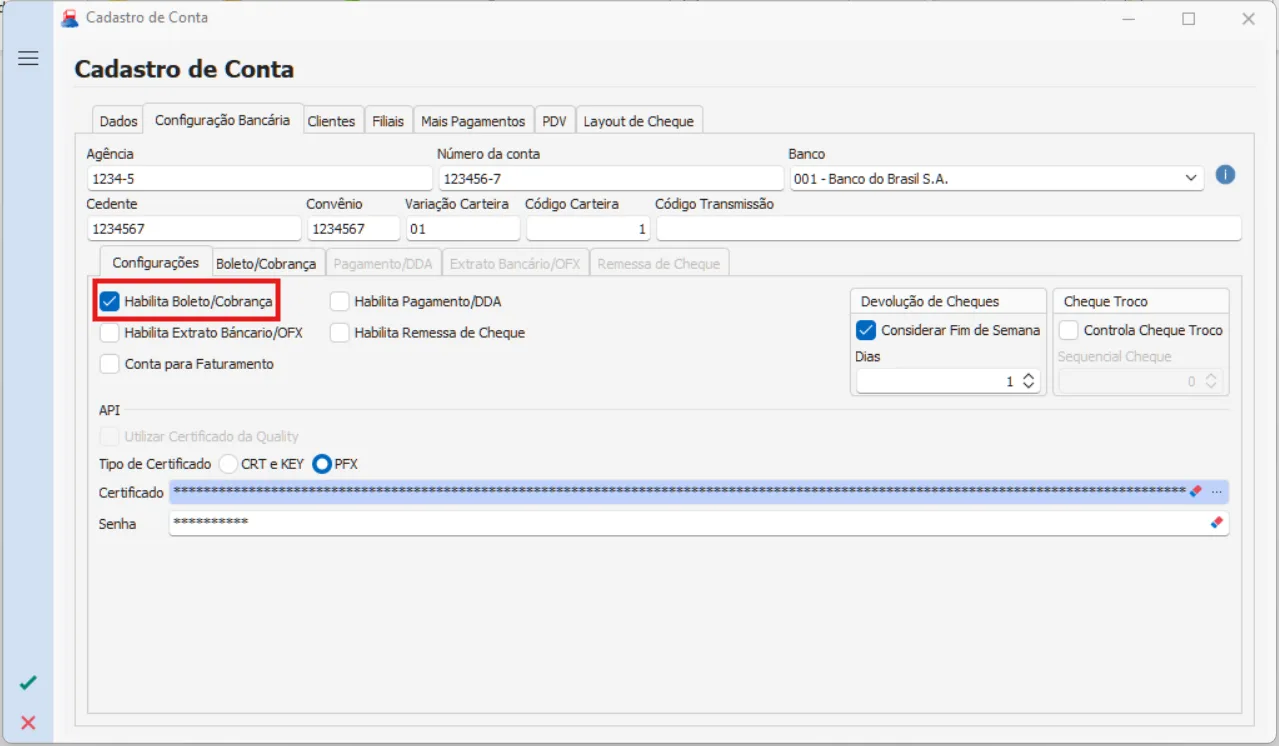 Cadastro de Conta
Cadastro de Conta
Dados Configuração Bancária Clientes Filiais Mais Pagamentos PDV Layout de Cheque
Agência Número da conta Banco
1234-5 123456-7 001 - Banco do Brasil S.A.
Cedente Convênio Variação Carteira Código Carteira Código Transmissão
1234567 1234567 01 1
Configurações Boleto/Cobrança Pagamento/DDA Extrato Bancário/OFX Remessa de Cheque
Habilita Boleto/Cobrança Habilita Pagamento/DDA Devolução de Cheques Cheque Troco
Habilita Extrato Báncario/OFX Habilita Remessa de Cheque Considerar Fim de Semana Controla Cheque Troco
Conta para Faturamento Dias Sequencial Cheque
1 0
API
Utilizar Certificado da Quality
Tipo de Certificado CRT e KEY PFX
Certificado
Senha **********